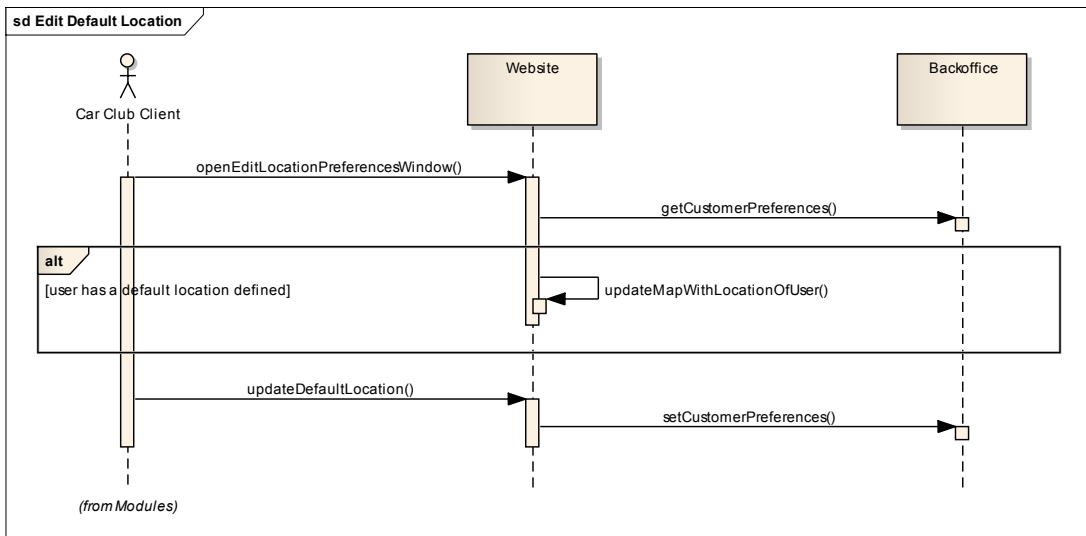 sd Edit Default Location
Car Club Client
Website
Backoffice
openEditLocationPreferencesWindow()
getCustomerPreferences()
alt
[user has a default location defined]
updateMapWithLocationOfUser()
updateDefaultLocation()
setCustomerPreferences()
(from Modules)